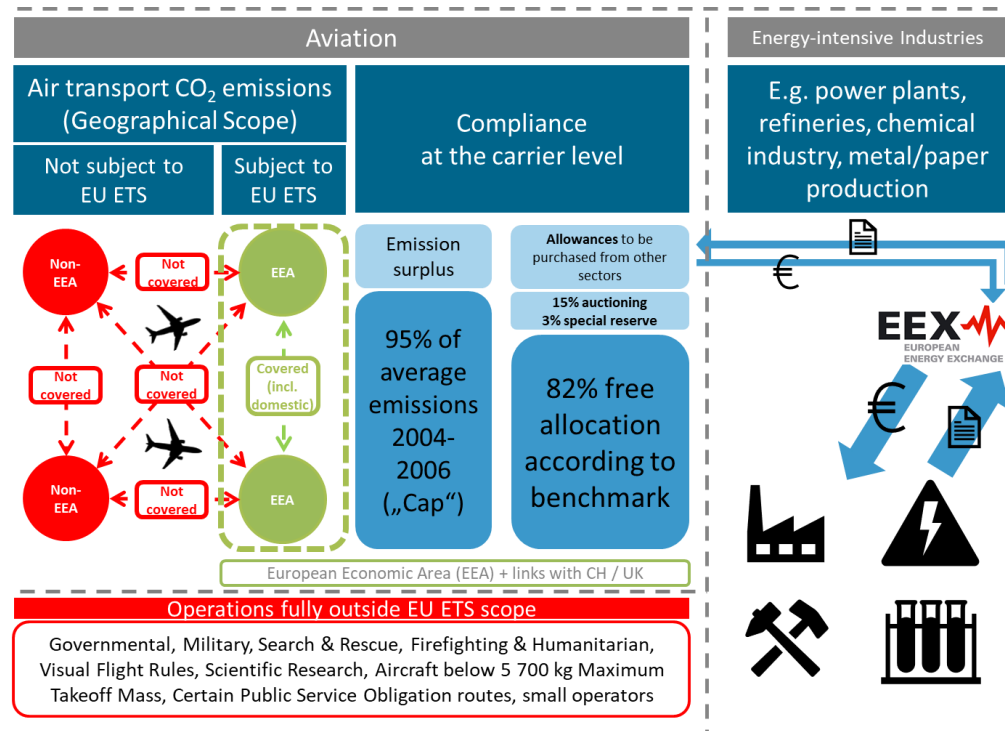 Aviation
Energy-intensive Industries
Air transport CO₂ emissions
(Geographical Scope)
Not subject to
EU ETS
Subject to
EU ETS
Compliance
at the carrier level
E.g. power plants,
refineries, chemical
industry, metal/paper
production
Non-
EEA
Not
covered
EEA
Not
covered
Not
covered
Covered
(incl.
domestic)
Non-
EEA
Not
covered
EEA
Emission
surplus
95% of
average
emissions
2004-
2006
(„Cap“)
Allowances to be
purchased from other
sectors
15% auctioning
3% special reserve
82% free
allocation
according to
benchmark
€
EEX
EUROPEAN
ENERGY EXCHANGE
€
European Economic Area (EEA) + links with CH / UK
Operations fully outside EU ETS scope
Governmental, Military, Search & Rescue, Firefighting & Humanitarian,
Visual Flight Rules, Scientific Research, Aircraft below 5 700 kg Maximum
Takeoff Mass, Certain Public Service Obligation routes, small operators